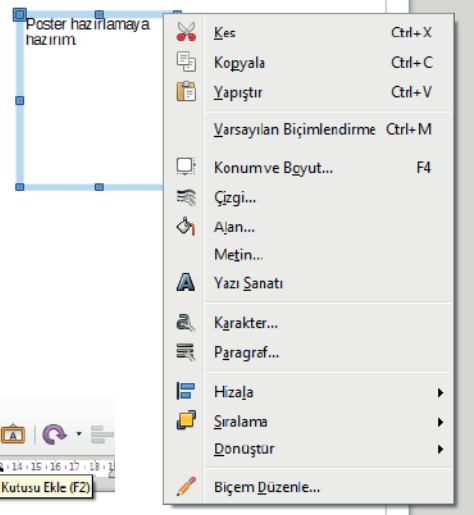 Poster hazırlamaya
hazırım.
Kes Ctrl+X
Kopyala Ctrl+C
Yapıştır Ctrl+V
Varsayılan Biçimlendirme Ctrl+M
Konum ve Boyut... F4
Çizgi...
Alan...
Metin...
Yazı Sanatı
Karakter...
Paragraf...
Hizala
Sıralama
Dönüştür
Biçem Düzenle...
A
14 15 16 17 18
Kutusu Ekle (F2)